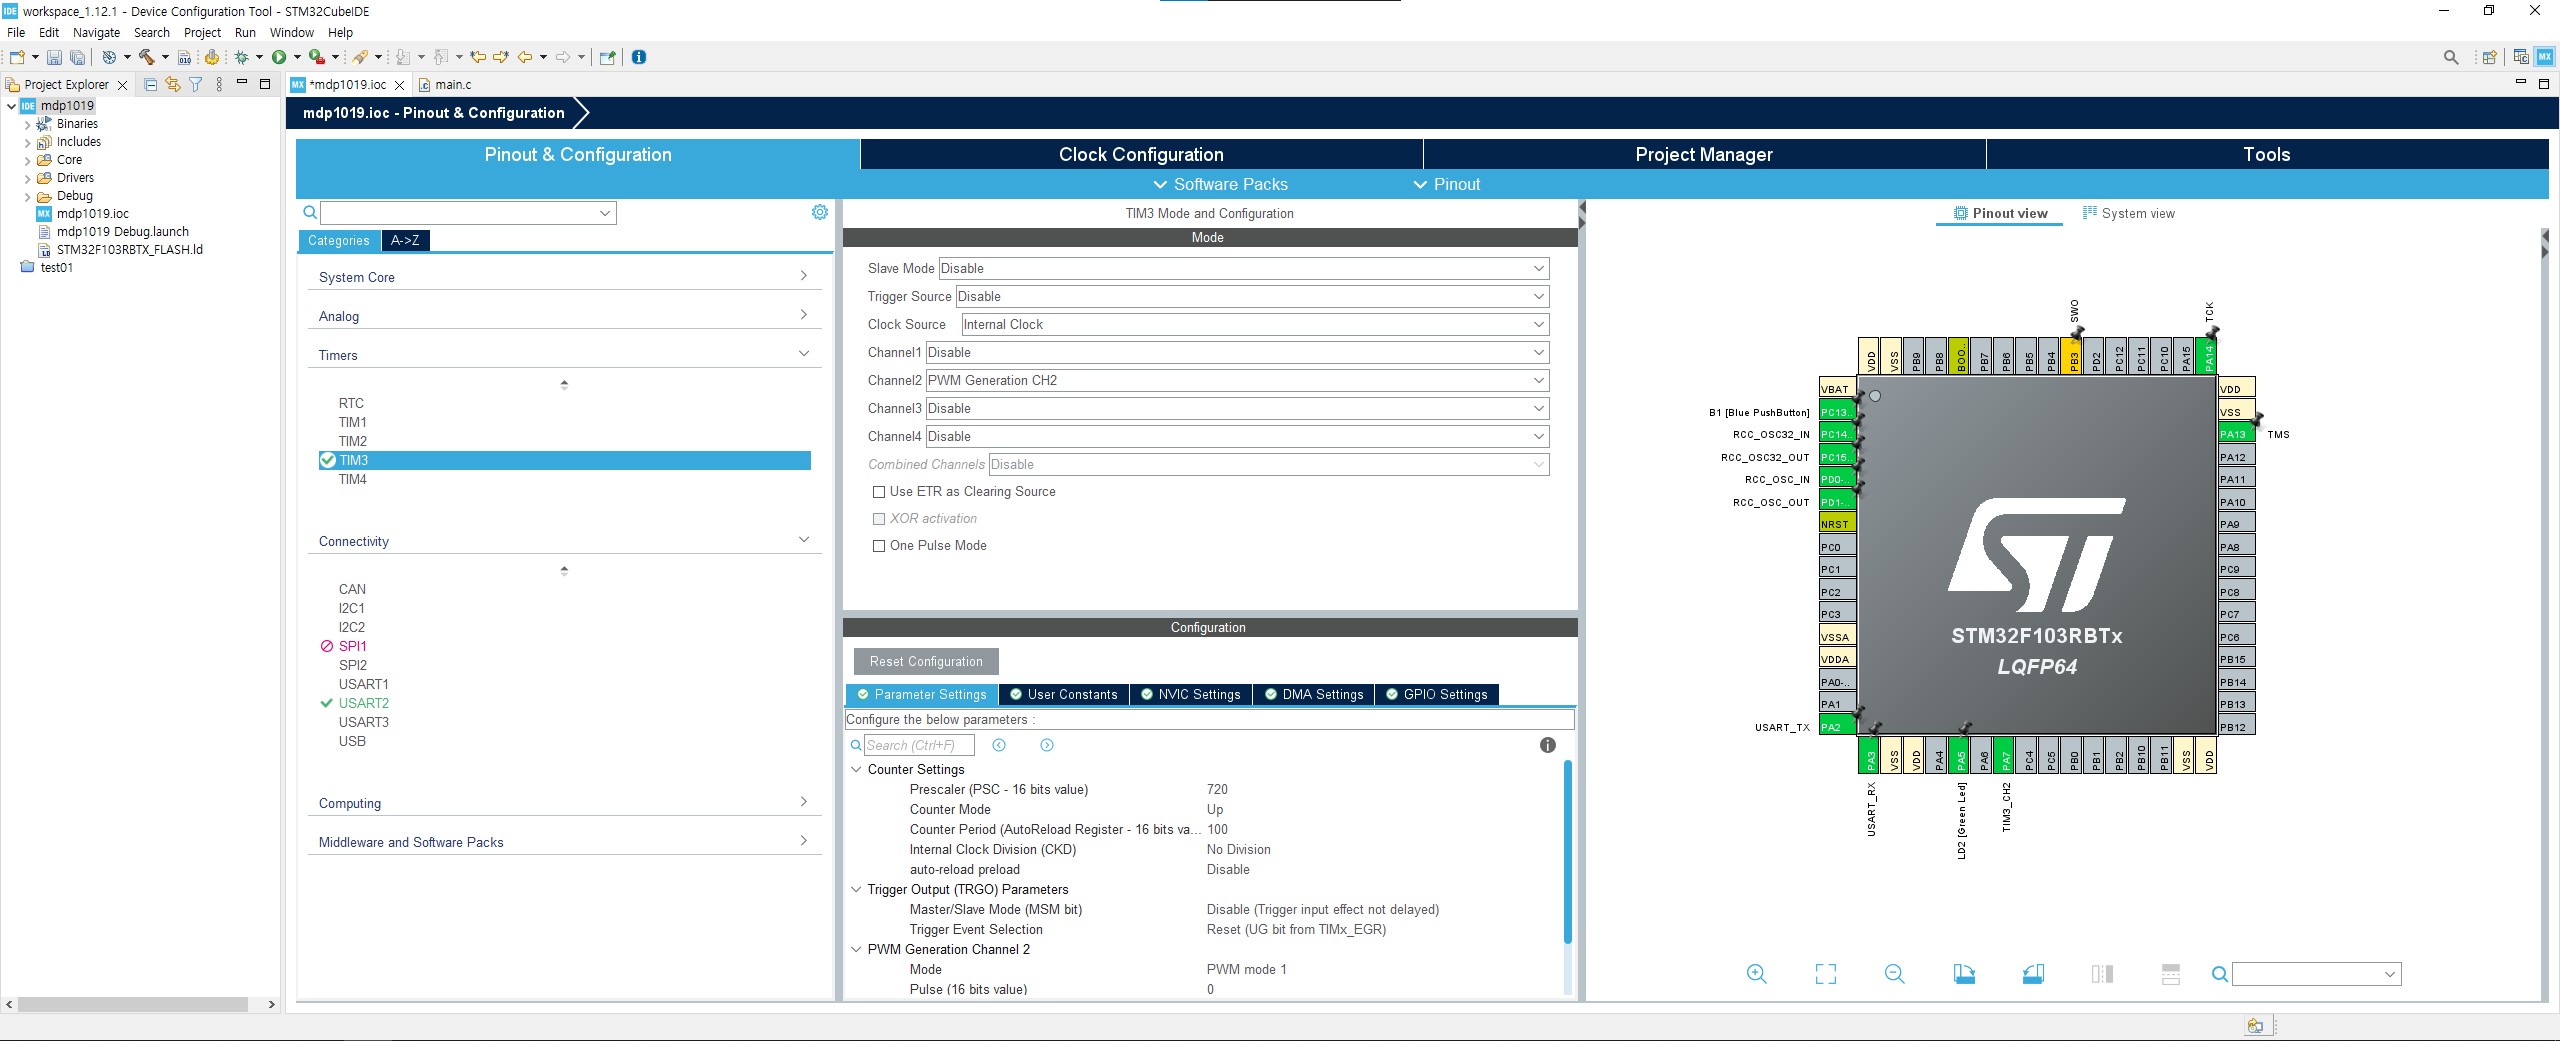 workspace_1.12.1 - Device Configuration Tool - STM32CubeIDE
File Edit Navigate Search Project Run Window Help
Project Explorer
*mdp1019.ioc
main.c
mdp1019
Binaries
Includes
Core
Drivers
Debug
mdp1019.ioc
mdp1019 Debug.launch
STM32F103RBTX_FLASH.ld
test01
mdp1019.ioc - Pinout & Configuration
Pinout & Configuration
Clock Configuration
Project Manager
Tools
Software Packs
Pinout
Categories
A->Z
System Core
Analog
Timers
RTC
TIM1
TIM2
TIM3
TIM4
Connectivity
CAN
I2C1
I2C2
SPI1
SPI2
USART1
USART2
USART3
USB
Computing
Middleware and Software Packs
TIM3 Mode and Configuration
Mode
Slave Mode Disable
Trigger Source Disable
Clock Source Internal Clock
Channel1 Disable
Channel2 PWM Generation CH2
Channel3 Disable
Channel4 Disable
Combined Channels Disable
Use ETR as Clearing Source
XOR activation
One Pulse Mode
Configuration
Reset Configuration
Parameter Settings
User Constants
NVIC Settings
DMA Settings
GPIO Settings
Configure the below parameters :
Search (Ctrl+F)
Counter Settings
Prescaler (PSC - 16 bits value) 720
Counter Mode Up
Counter Period (AutoReload Register - 16 bits va... 100
Internal Clock Division (CKD) No Division
auto-reload preload Disable
Trigger Output (TRGO) Parameters
Master/Slave Mode (MSM bit) Disable (Trigger input effect not delayed)
Trigger Event Selection Reset (UG bit from TIMx_EGR)
PWM Generation Channel 2
Mode PWM mode 1
Pulse (16 bits value) 0
Pinout view
System view
SWO
TCK
VDD
VSS
PB9
PB8
BOO..
PB7
PB6
PB5
PB4
PB3
PD2
PC12
PC11
PC10
PA15
PA14
VBAT
B1 [Blue PushButton] PC13..
RCC_OSC32_IN PC14..
RCC_OSC32_OUT PC15..
RCC_OSC_IN PD0-..
RCC_OSC_OUT PD1-..
NRST
PC0
PC1
PC2
PC3
VSSA
VDDA
PA0-..
PA1
USART_TX PA2
STM32F103RBTx
LQFP64
VDD
VSS
PA13 TMS
PA12
PA11
PA10
PA9
PA8
PC9
PC8
PC7
PC6
PB15
PB14
PB13
PB12
PA3
VSS
VDD
PA4
PA5
PA6
PA7
PC4
PC5
PB0
PB1
PB2
PB10
PB11
VSS
VDD
USART_RX
LD2 [Green Led]
TIM3_CH2